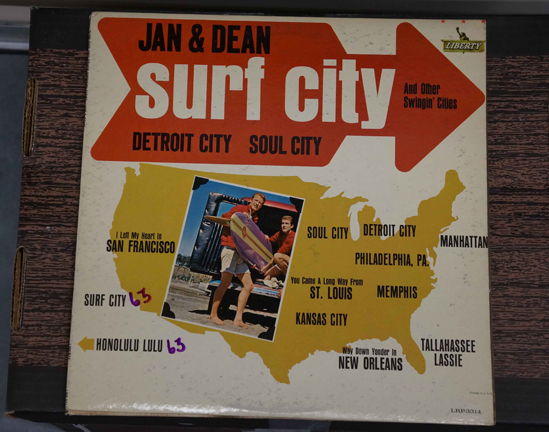 JAN & DEAN
LIBERTY
surf city
And Other
Swingin' Cities
DETROIT CITY SOUL CITY
I Left My Heart In
SAN FRANCISCO
SOUL CITY
DETROIT CITY
MANHATTAN
PHILADELPHIA, PA.
You Came A Long Way From
ST. LOUIS
MEMPHIS
SURF CITY 63
KANSAS CITY
HONOLULU LULU 63
Way Down Yonder In
NEW ORLEANS
TALLAHASSEE
LASSIE
LRP-3314